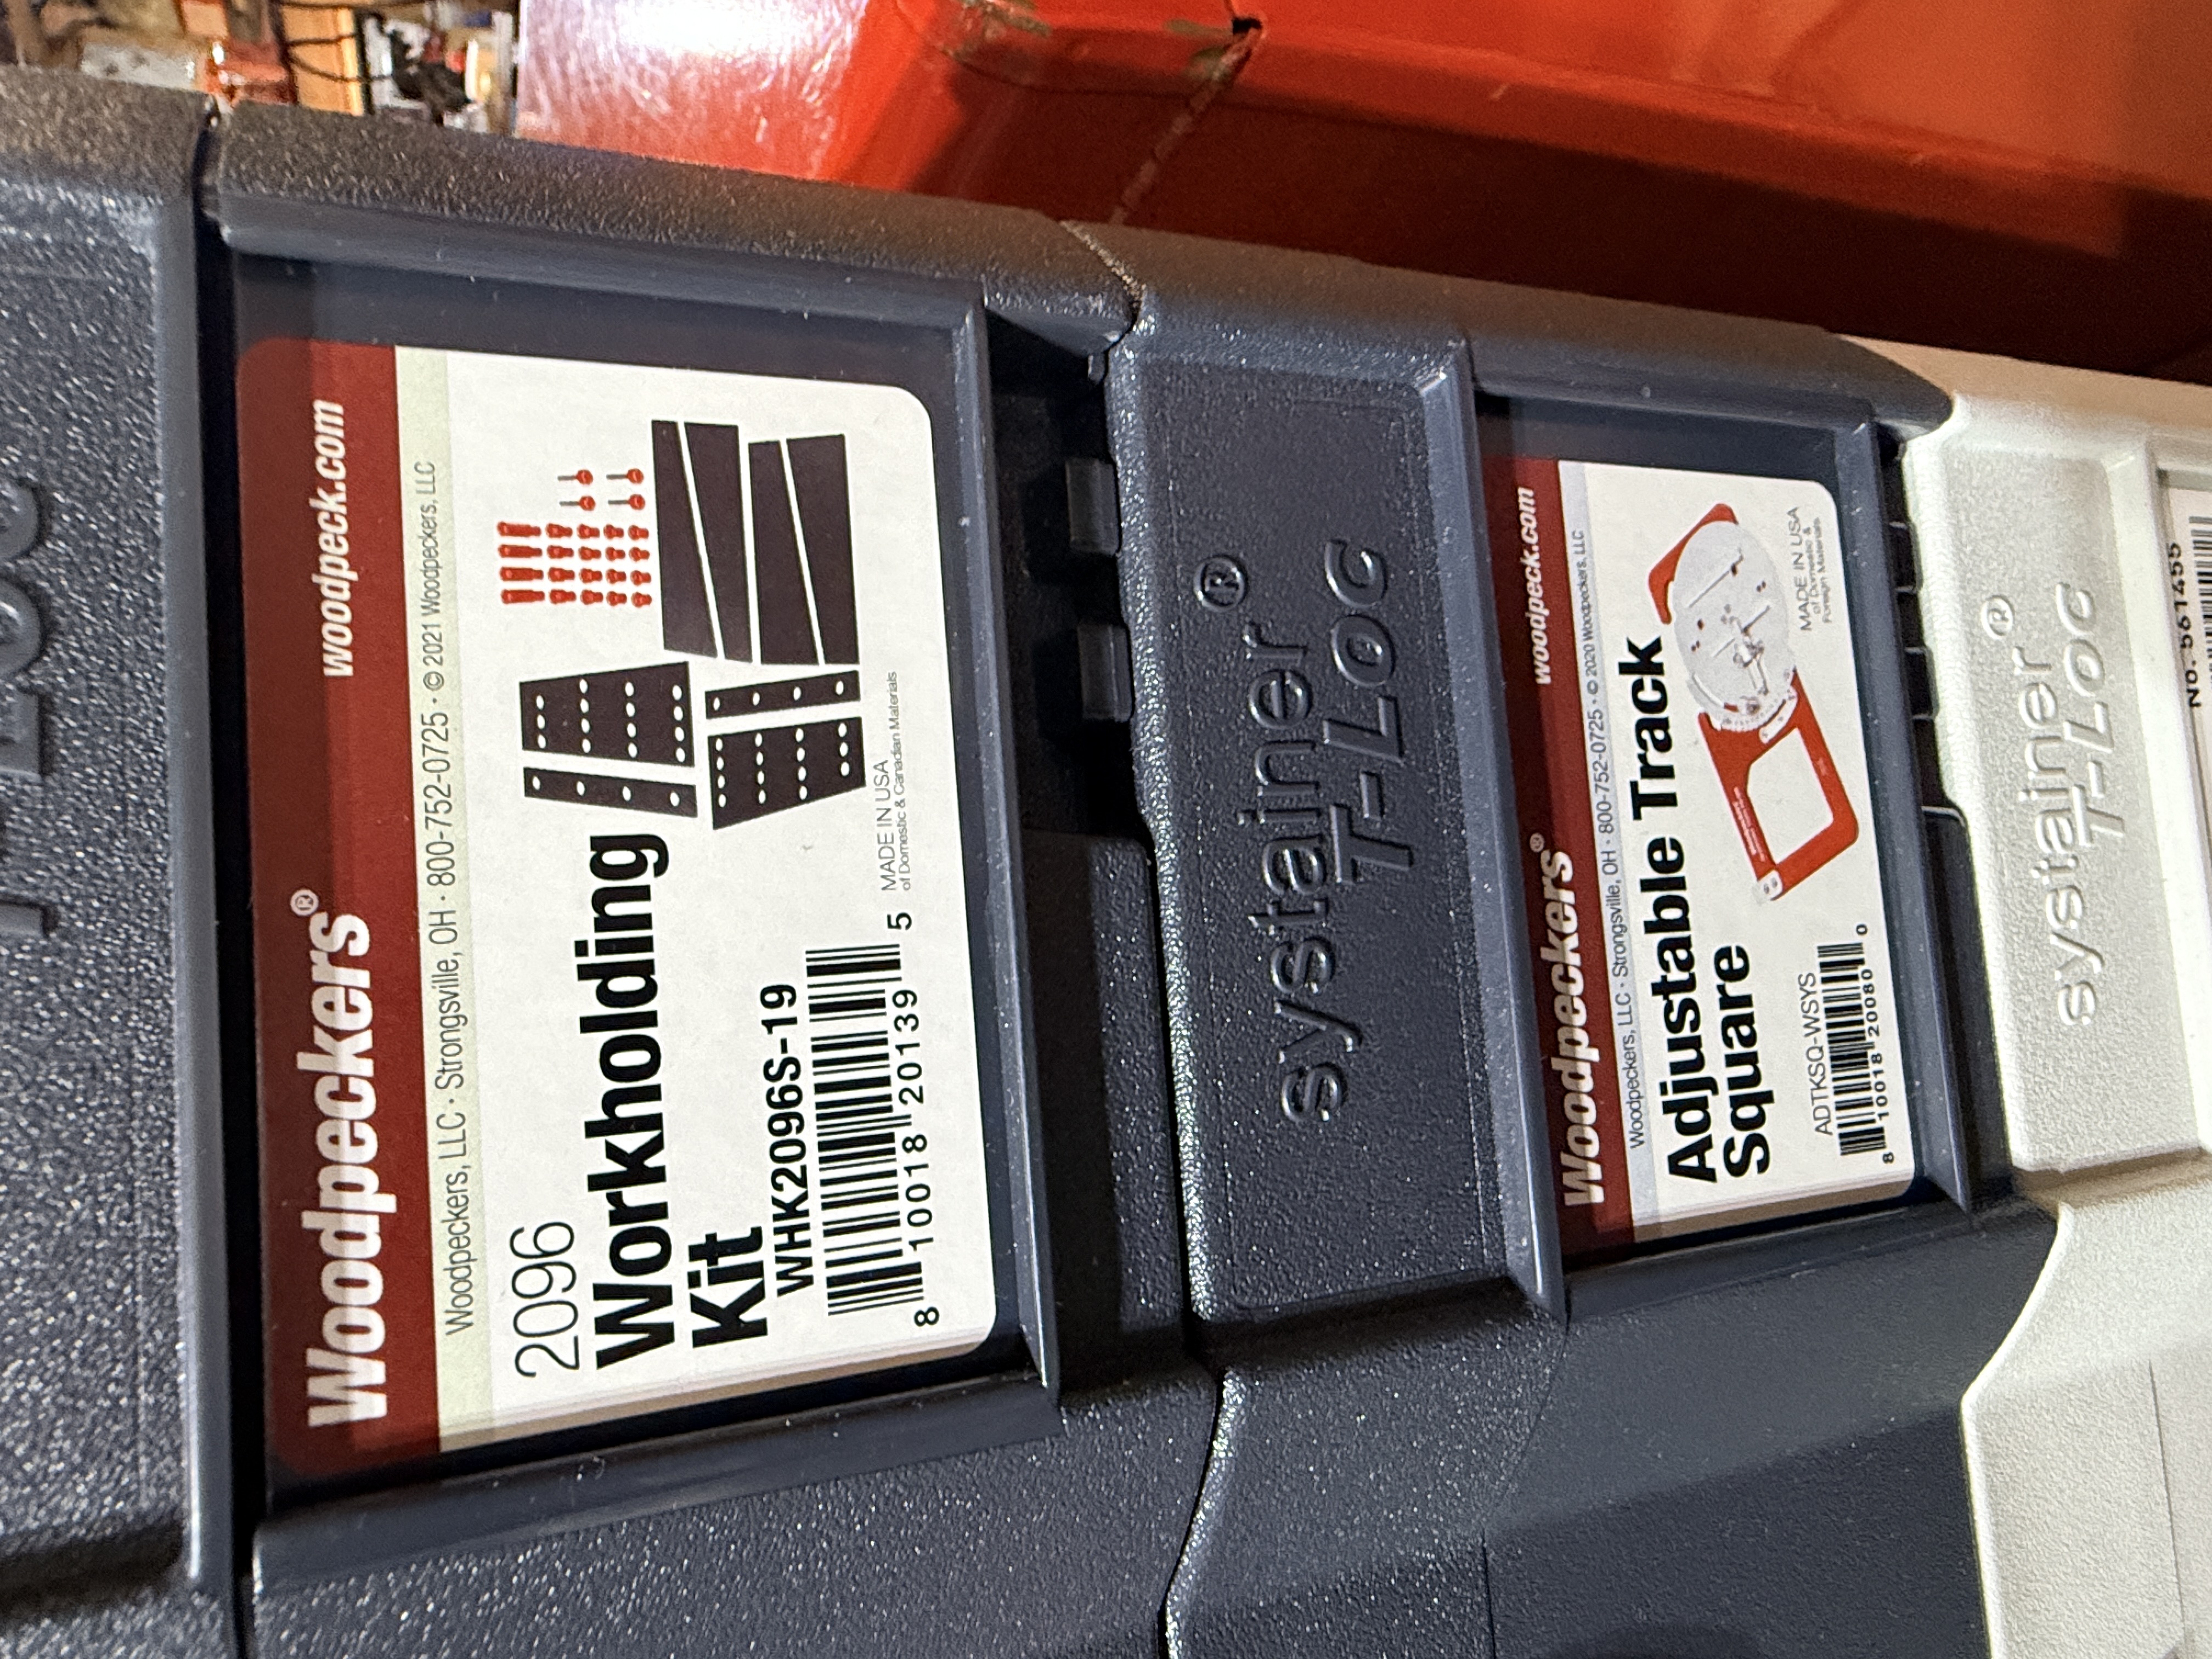 T-LOC
Woodpeckers®
woodpeck.com
Woodpeckers, LLC · Strongsville, OH · 800-752-0725 · © 2021 Woodpeckers, LLC
2096
Workholding
Kit
WHK2096S-19
8 10018 20139 5
MADE IN USA
of Domestic & Canadian Materials
systainer®
T-LOC
Woodpeckers®
woodpeck.com
Woodpeckers, LLC · Strongsville, OH · 800-752-0725 · © 2020 Woodpeckers, LLC
Adjustable Track
Square
ADTKSQ-WSYS
8 10018 20080 0
MADE IN USA
of Domestic &
Foreign Materials
systainer®
T-LOC
No. 561455